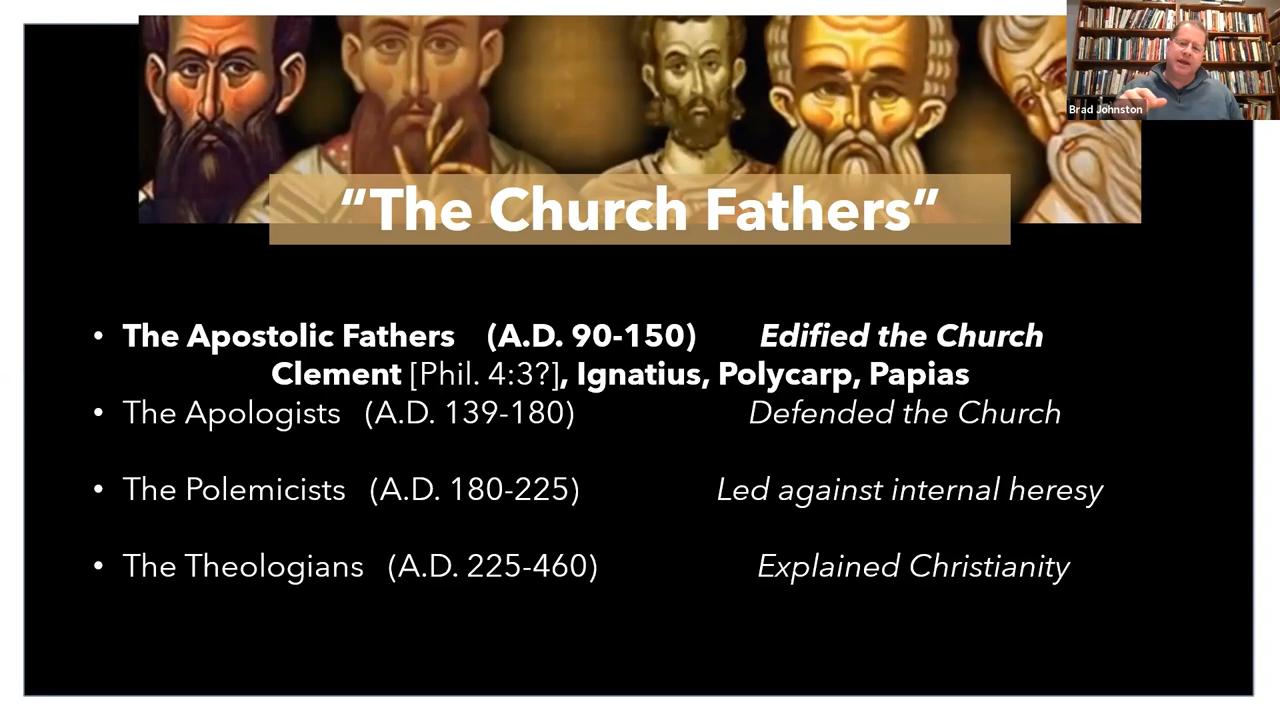 Brad Johnston
“The Church Fathers”
• The Apostolic Fathers (A.D. 90-150) Edified the Church
Clement [Phil. 4:3?], Ignatius, Polycarp, Papias
• The Apologists (A.D. 139-180) Defended the Church
• The Polemicists (A.D. 180-225) Led against internal heresy
• The Theologians (A.D. 225-460) Explained Christianity